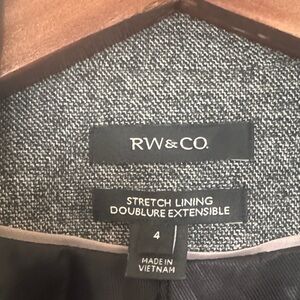 RW&CO.
STRETCH LINING
DOUBLURE EXTENSIBLE
4
MADE IN
VIETNAM